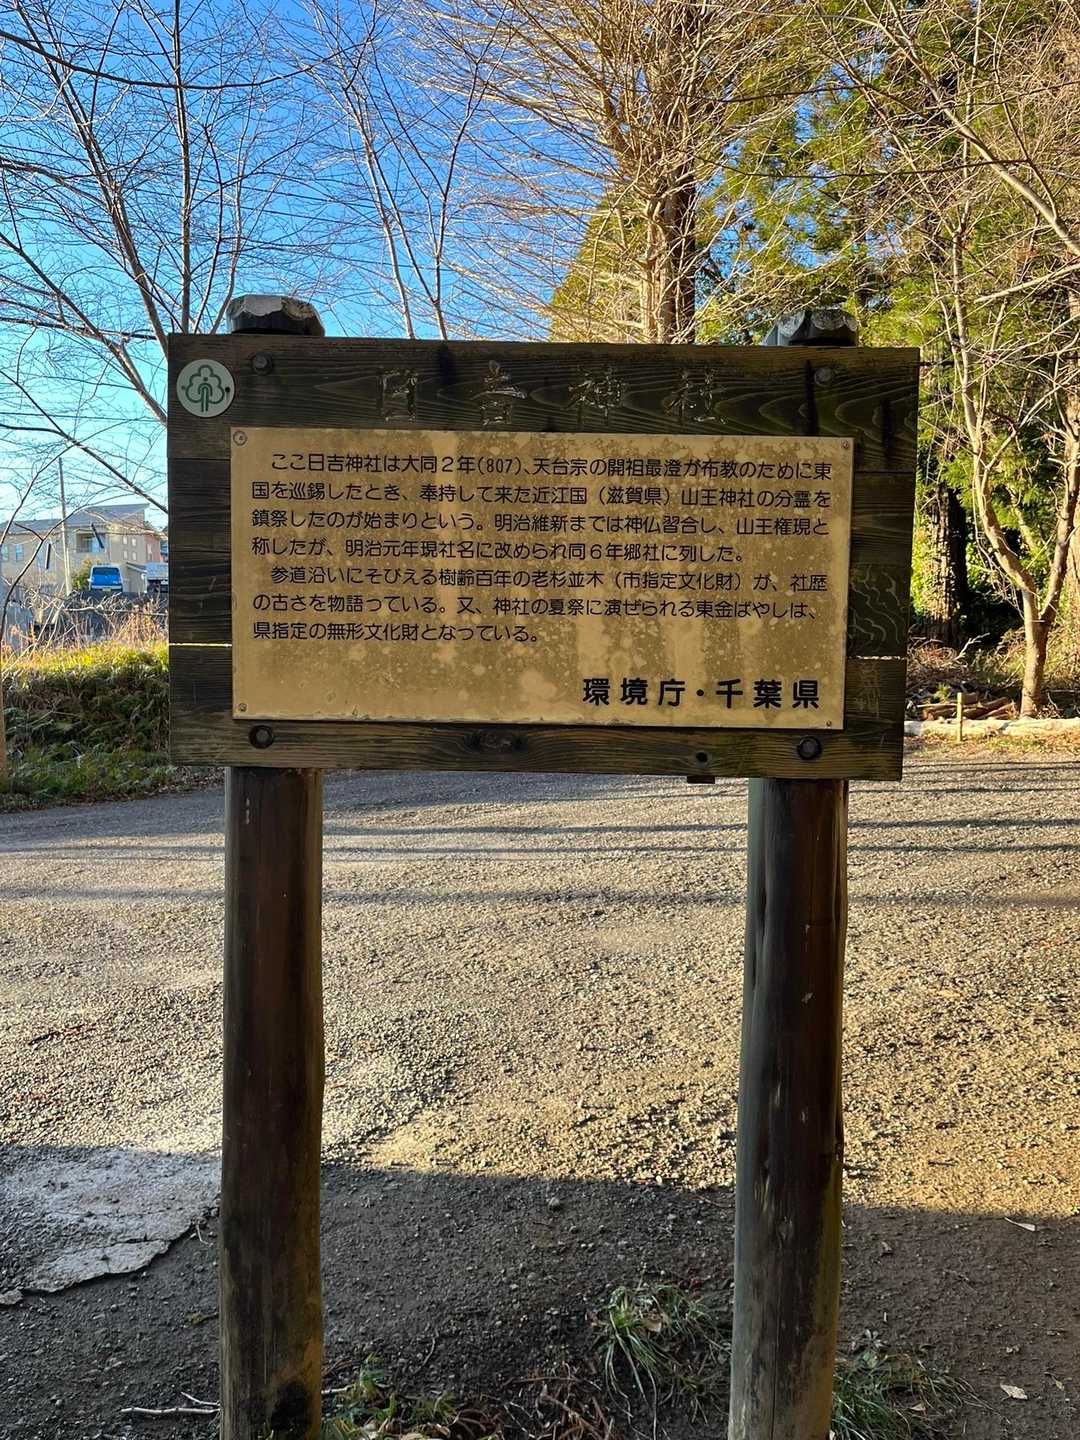 日吉神社
ここ日吉神社は大同2年(807)、天台宗の開祖最澄が布教のために東
国を巡錫したとき、奉持して来た近江国（滋賀県）山王神社の分霊を
鎮祭したのが始まりという。明治維新までは神仏習合し、山王権現と
称したが、明治元年現社名に改められ同6年郷社に列した。
参道沿いにそびえる樹齢百年の老杉並木（市指定文化財）が、社歴
の古さを物語っている。又、神社の夏祭に演ぜられる東金ばやしは、
県指定の無形文化財となっている。
環境庁・千葉県